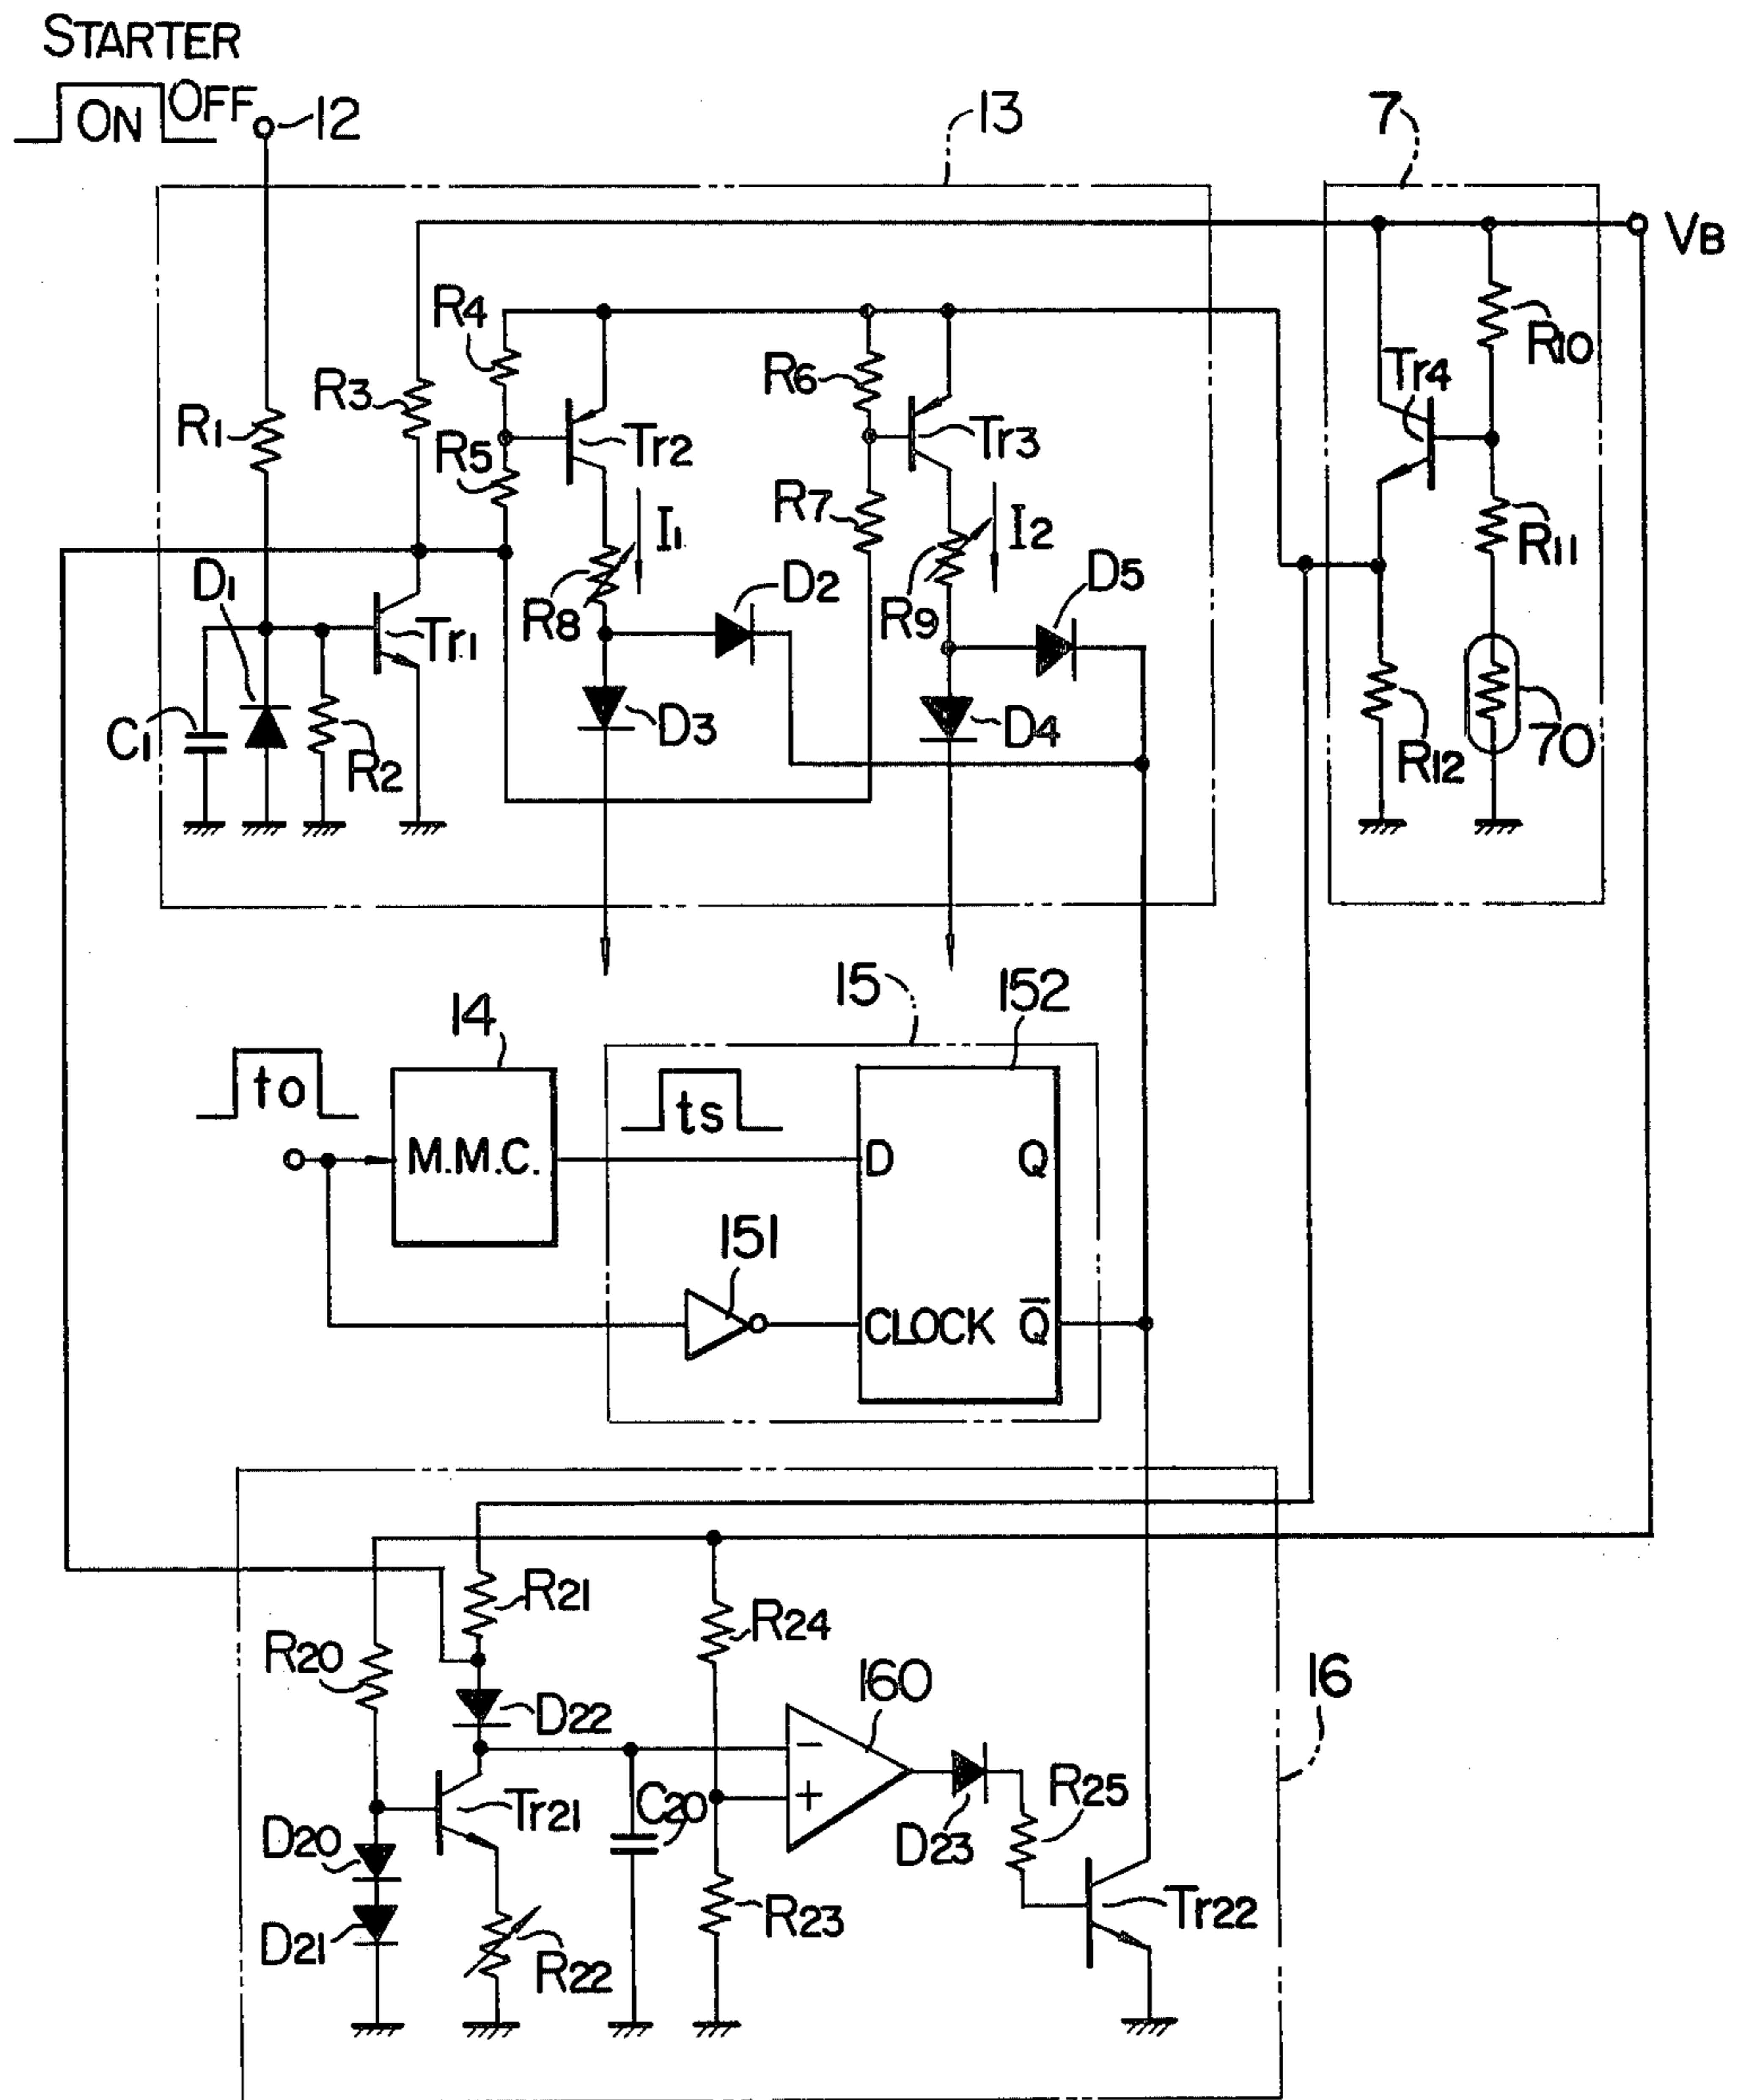 STARTER
ON OFF 12
13
7
VB
R4
R10
R6
Tr4
R3
R1
R5
Tr2
Tr3
R7
I1
I2
R11
D1
D2
D5
R8
R9
Tr1
C1
D3
D4
70
R2
R12
15
152
14
to
ts
M.M.C.
D Q
151
CLOCK Q̅
R21
R24
R20
160
16
D22
−
R25
Tr21
C20
+
D20
D23
Tr22
R23
D21
R22